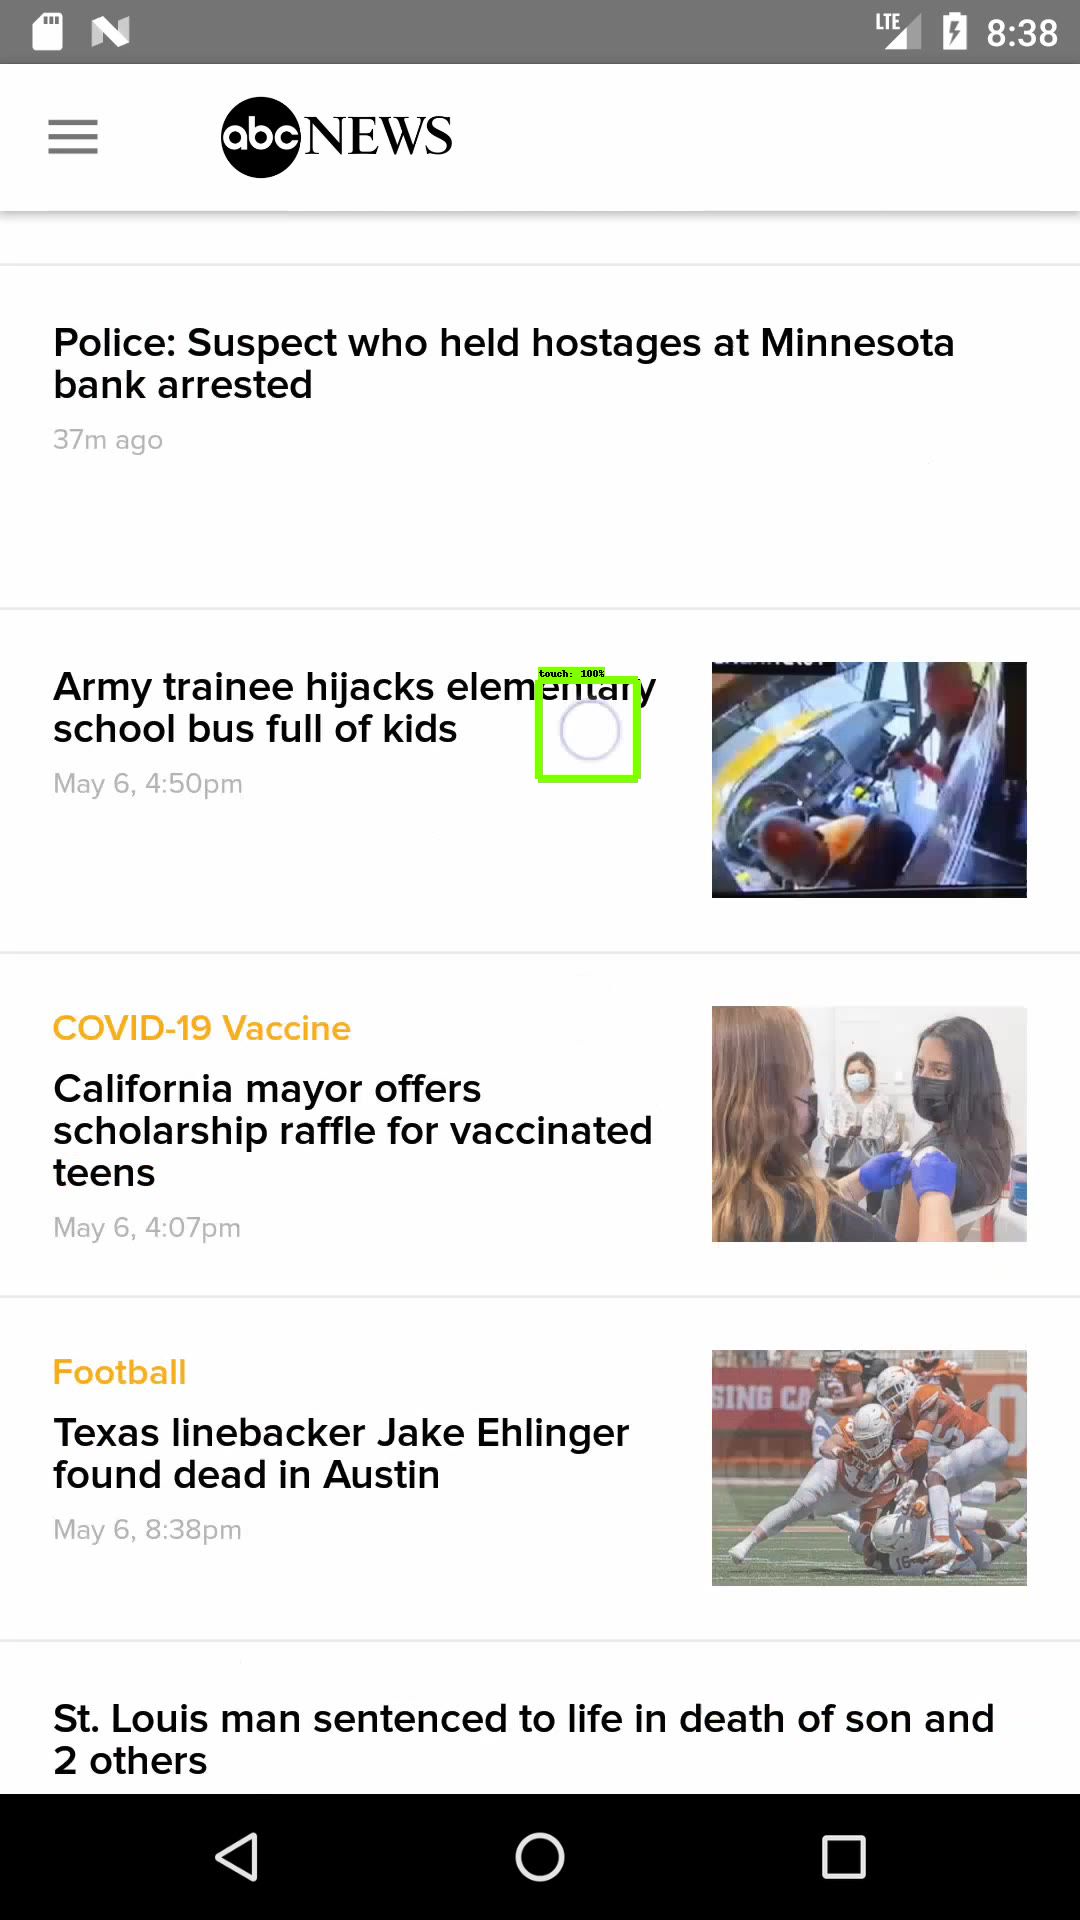 LTE
8:38
abc NEWS
Police: Suspect who held hostages at Minnesota
bank arrested
37m ago
touch: 100%
Army trainee hijacks elementary
school bus full of kids
May 6, 4:50pm
COVID-19 Vaccine
California mayor offers
scholarship raffle for vaccinated
teens
May 6, 4:07pm
Football
Texas linebacker Jake Ehlinger
found dead in Austin
May 6, 8:38pm
St. Louis man sentenced to life in death of son and
2 others